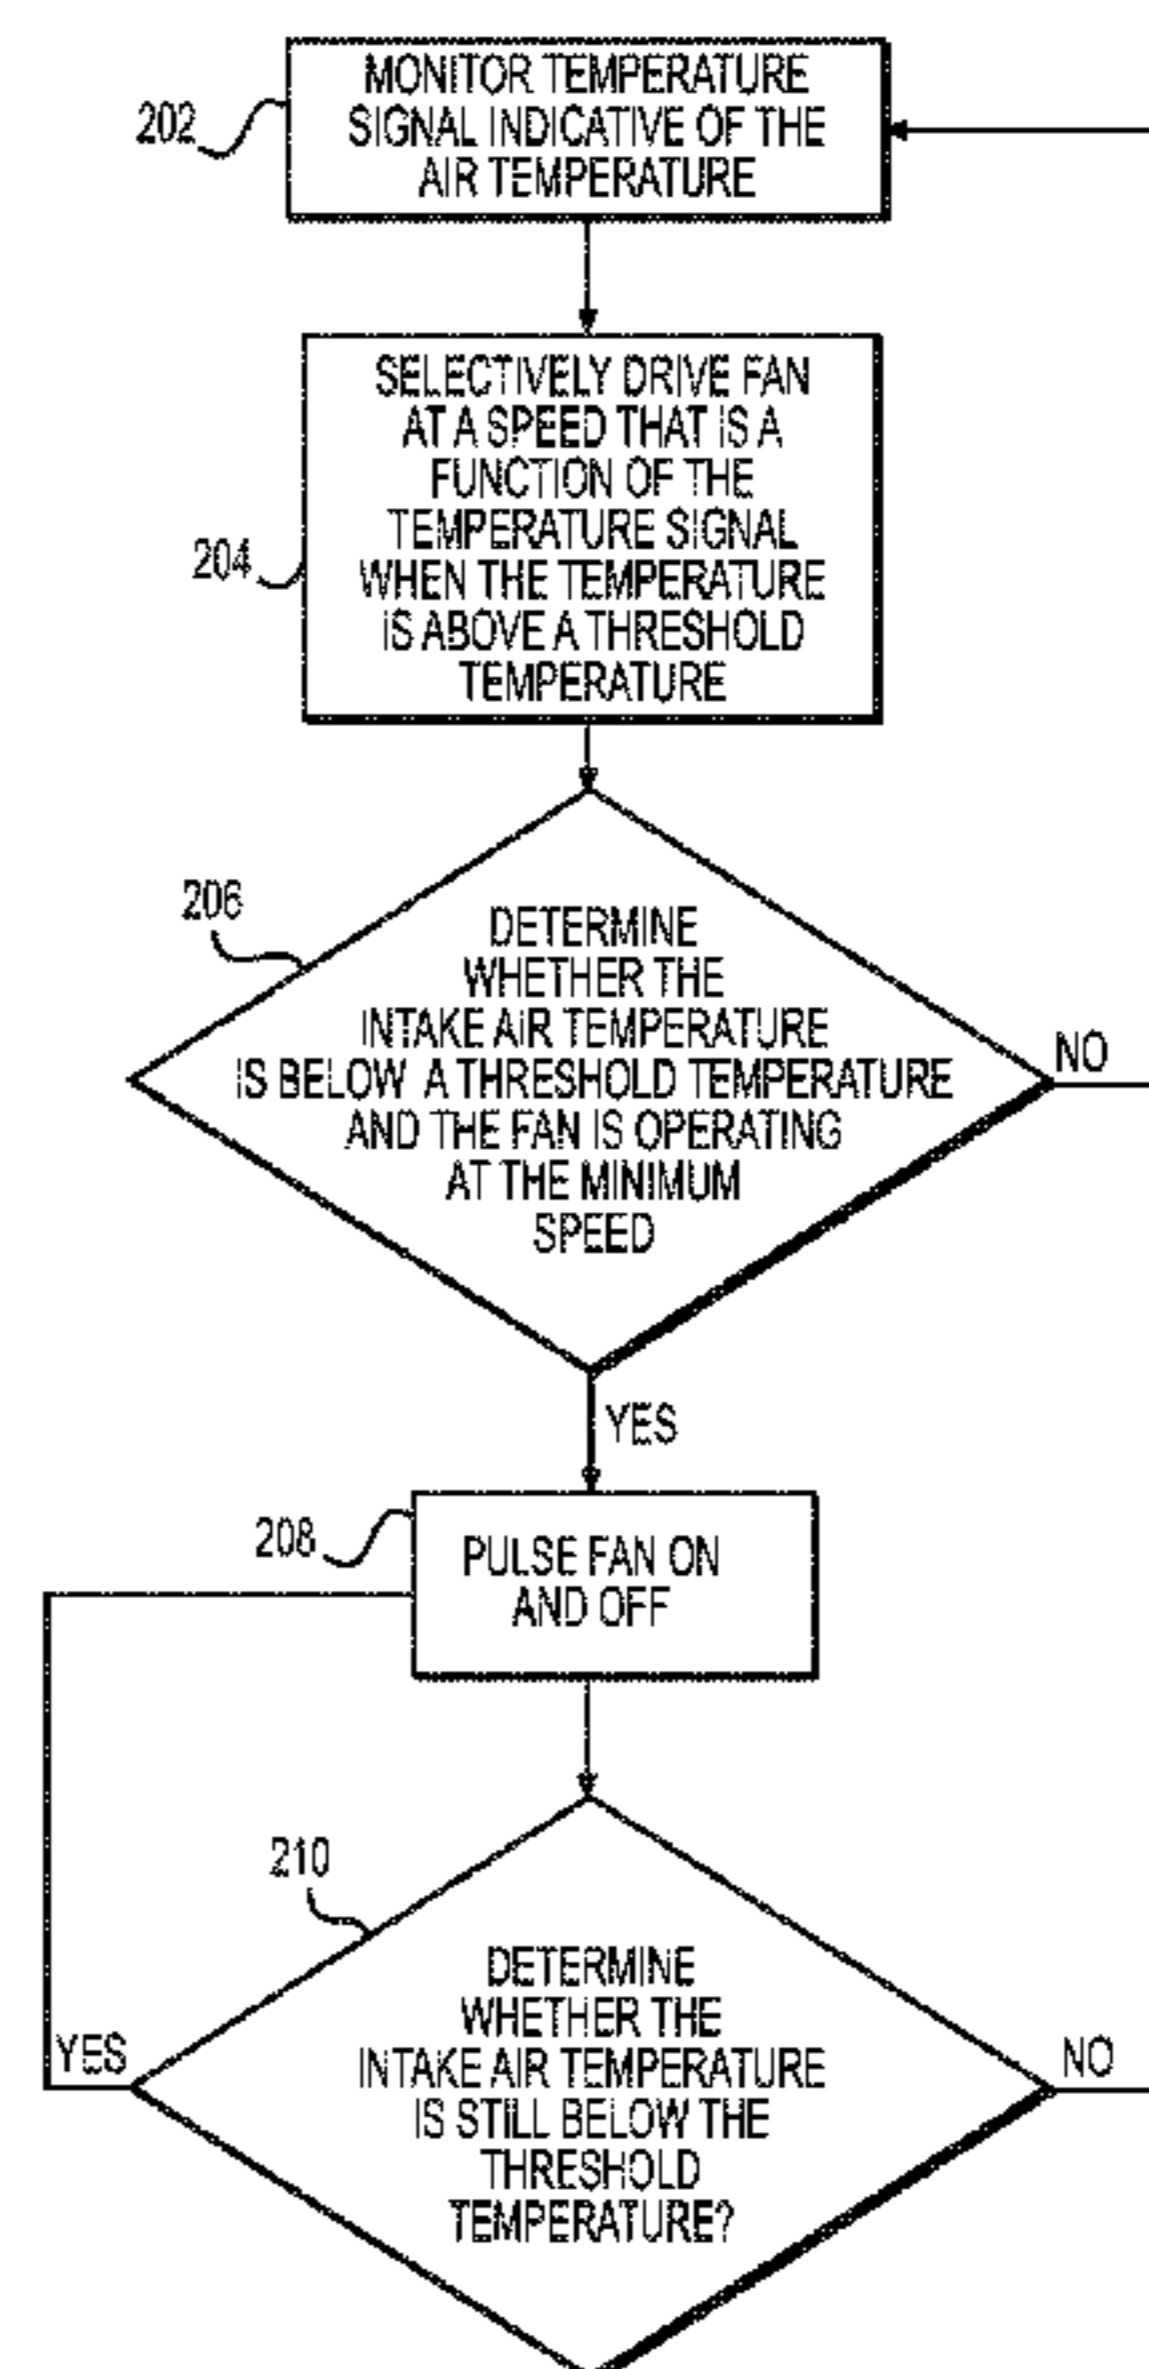 MONITOR TEMPERATURE
SIGNAL INDICATIVE OF THE
AIR TEMPERATURE
202
SELECTIVELY DRIVE FAN
AT A SPEED THAT IS A
FUNCTION OF THE
TEMPERATURE SIGNAL
WHEN THE TEMPERATURE
IS ABOVE A THRESHOLD
TEMPERATURE
204
206
DETERMINE
WHETHER THE
INTAKE AIR TEMPERATURE
IS BELOW A THRESHOLD TEMPERATURE
AND THE FAN IS OPERATING
AT THE MINIMUM
SPEED
NO
YES
208
PULSE FAN ON
AND OFF
210
DETERMINE
WHETHER THE
INTAKE AIR TEMPERATURE
IS STILL BELOW THE
THRESHOLD
TEMPERATURE?
YES
NO